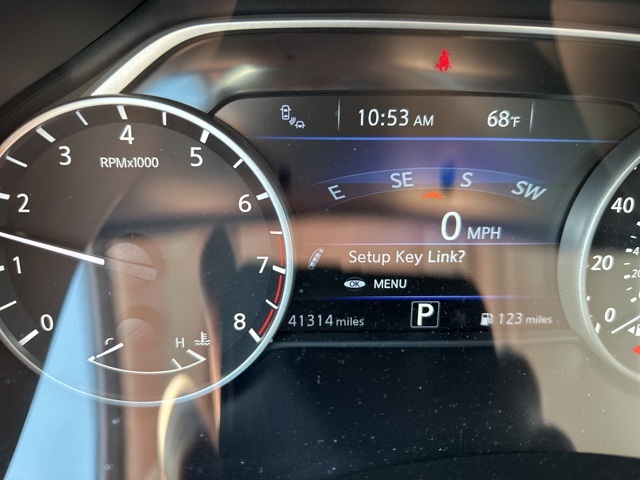 10:53 AM 68°F
E SE S SW
0 MPH
Setup Key Link?
OK MENU
41314 miles P 123 miles
0 1 2 3 4 5 6 7 8
RPMx1000
C H
0 20 40